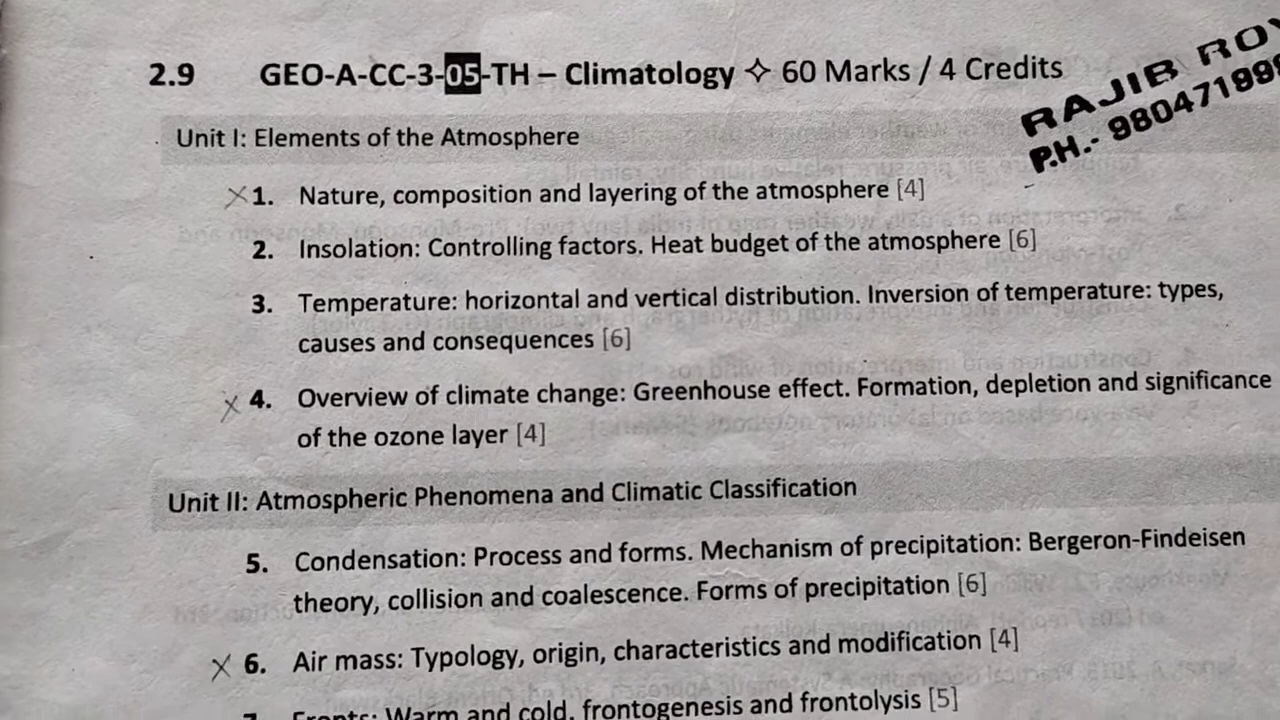 2.9 GEO-A-CC-3-05-TH – Climatology ✧ 60 Marks / 4 Credits
RAJIB ROY
P.H.- 98047199
Unit I: Elements of the Atmosphere
X 1. Nature, composition and layering of the atmosphere [4]
2. Insolation: Controlling factors. Heat budget of the atmosphere [6]
3. Temperature: horizontal and vertical distribution. Inversion of temperature: types,
causes and consequences [6]
X 4. Overview of climate change: Greenhouse effect. Formation, depletion and significance
of the ozone layer [4]
Unit II: Atmospheric Phenomena and Climatic Classification
5. Condensation: Process and forms. Mechanism of precipitation: Bergeron-Findeisen
theory, collision and coalescence. Forms of precipitation [6]
X 6. Air mass: Typology, origin, characteristics and modification [4]
7. Fronts: Warm and cold, frontogenesis and frontolysis [5]